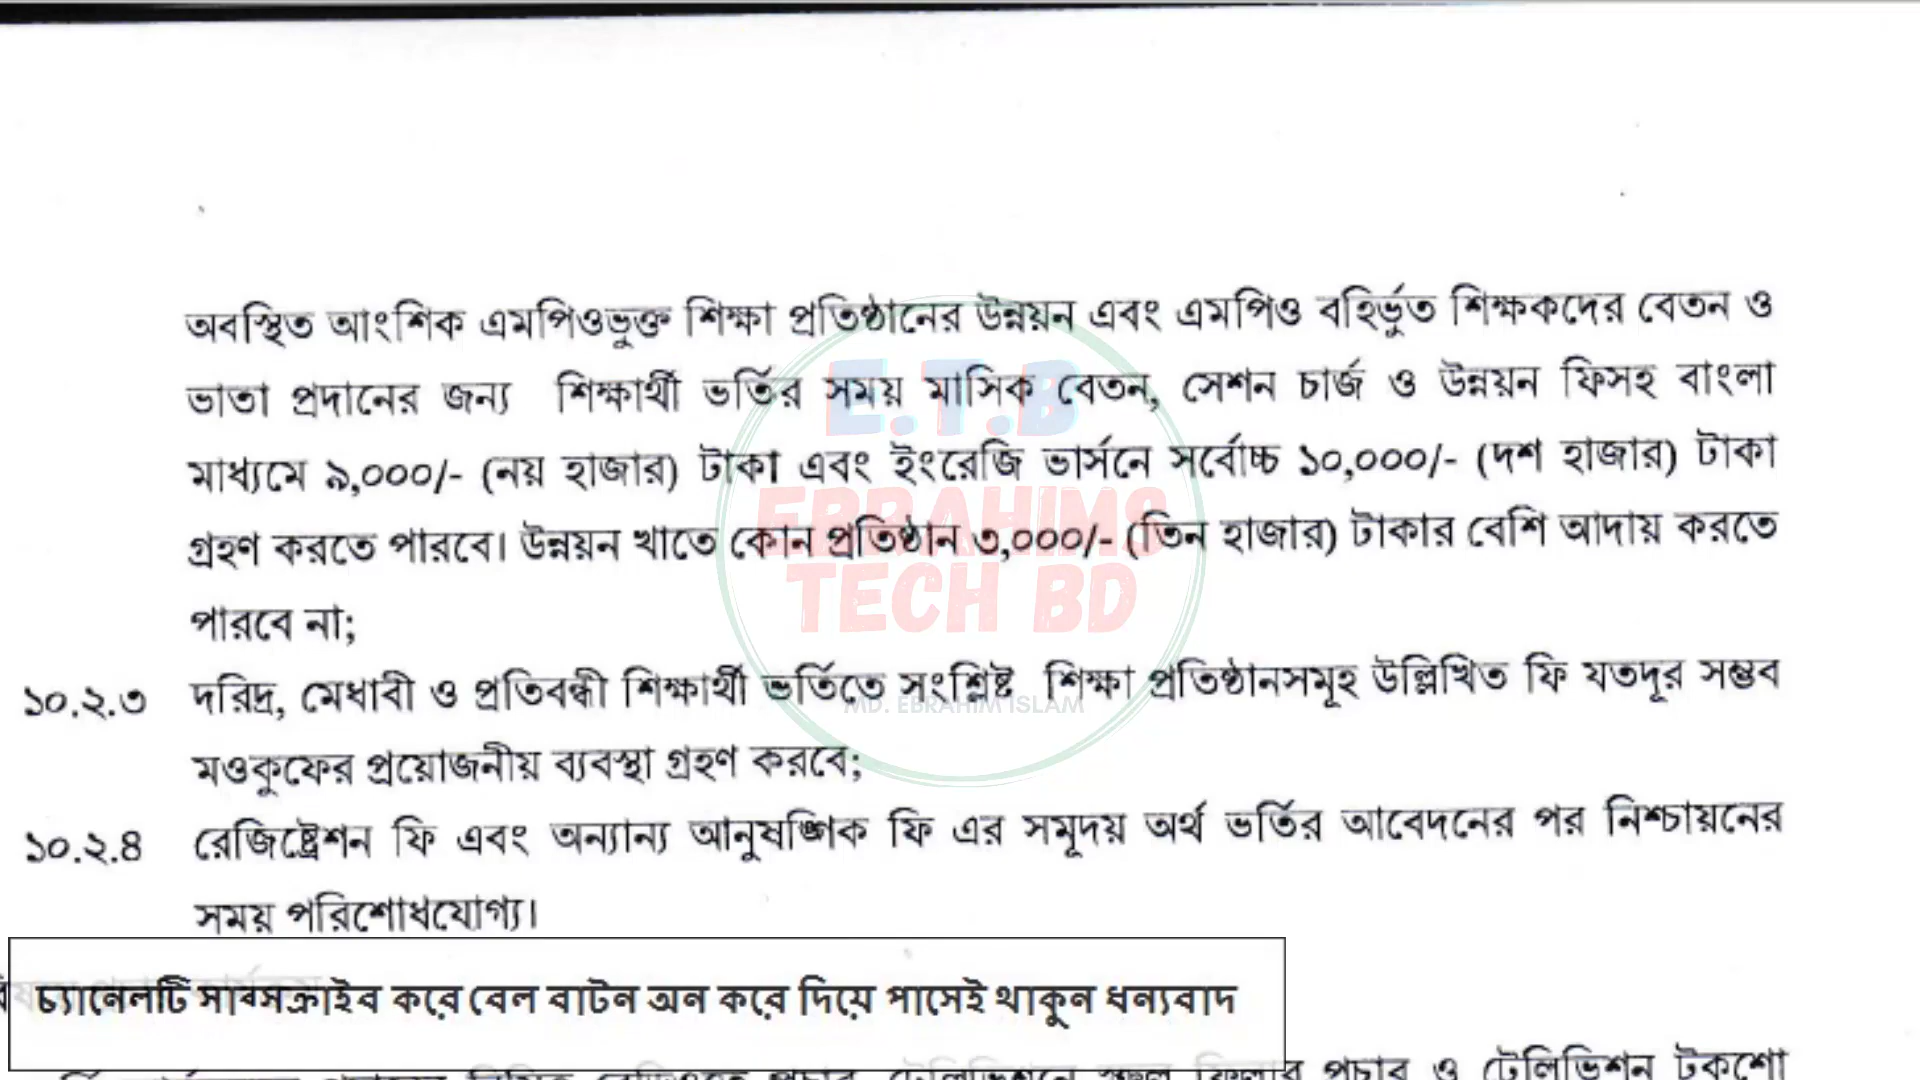 অবস্থিত আংশিক এমপিওভুক্ত শিক্ষা প্রতিষ্ঠানের উন্নয়ন এবং এমপিও বহির্ভুত শিক্ষকদের বেতন ও
ভাতা প্রদানের জন্য শিক্ষার্থী ভর্তির সময় মাসিক বেতন, সেশন চার্জ ও উন্নয়ন ফিসহ বাংলা
মাধ্যমে ৯,০০০/- (নয় হাজার) টাকা এবং ইংরেজি ভার্সনে সর্বোচ্চ ১০,০০০/- (দশ হাজার) টাকা
গ্রহণ করতে পারবে। উন্নয়ন খাতে কোন প্রতিষ্ঠান ৩,০০০/- (তিন হাজার) টাকার বেশি আদায় করতে
পারবে না;
১০.২.৩ দরিদ্র, মেধাবী ও প্রতিবন্ধী শিক্ষার্থী ভর্তিতে সংশ্লিষ্ট শিক্ষা প্রতিষ্ঠানসমূহ উল্লিখিত ফি যতদূর সম্ভব
মওকুফের প্রয়োজনীয় ব্যবস্থা গ্রহণ করবে;
১০.২.৪ রেজিষ্ট্রেশন ফি এবং অন্যান্য আনুষঙ্গিক ফি এর সমূদয় অর্থ ভর্তির আবেদনের পর নিশ্চায়নের
সময় পরিশোধযোগ্য।
E.T.B
EBRAHIMS
TECH BD
MD. EBRAHIM ISLAM
চ্যানেলটি সাবসক্রাইব করে বেল বাটন অন করে দিয়ে পাসেই থাকুন ধন্যবাদ
প্রচার ও টেলিভিশন টকশো